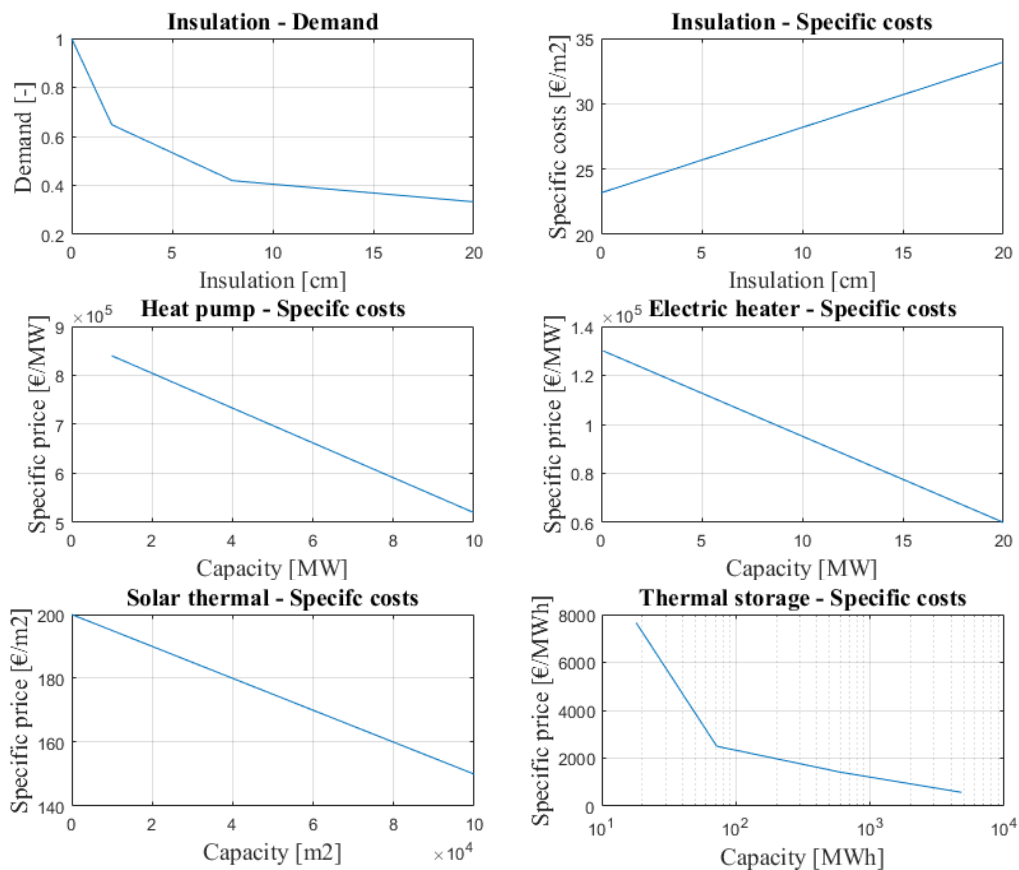 Insulation - Demand
1
0.8
0.6
0.4
0.2
Demand [-]
0 5 10 15 20
Insulation [cm]
Insulation - Specific costs
35
30
25
20
Specific costs [€/m2]
0 5 10 15 20
Insulation [cm]
Heat pump - Specifc costs
×10^5
9
8
7
6
5
Specific price [€/MW]
0 2 4 6 8 10
Capacity [MW]
Electric heater - Specific costs
×10^5
1.4
1.2
1
0.8
0.6
Specific price [€/MW]
0 5 10 15 20
Capacity [MW]
Solar thermal - Specifc costs
200
180
160
140
Specific price [€/m2]
0 2 4 6 8 10
×10^4
Capacity [m2]
Thermal storage - Specific costs
8000
6000
4000
2000
0
Specific price [€/MWh]
10^1 10^2 10^3 10^4
Capacity [MWh]